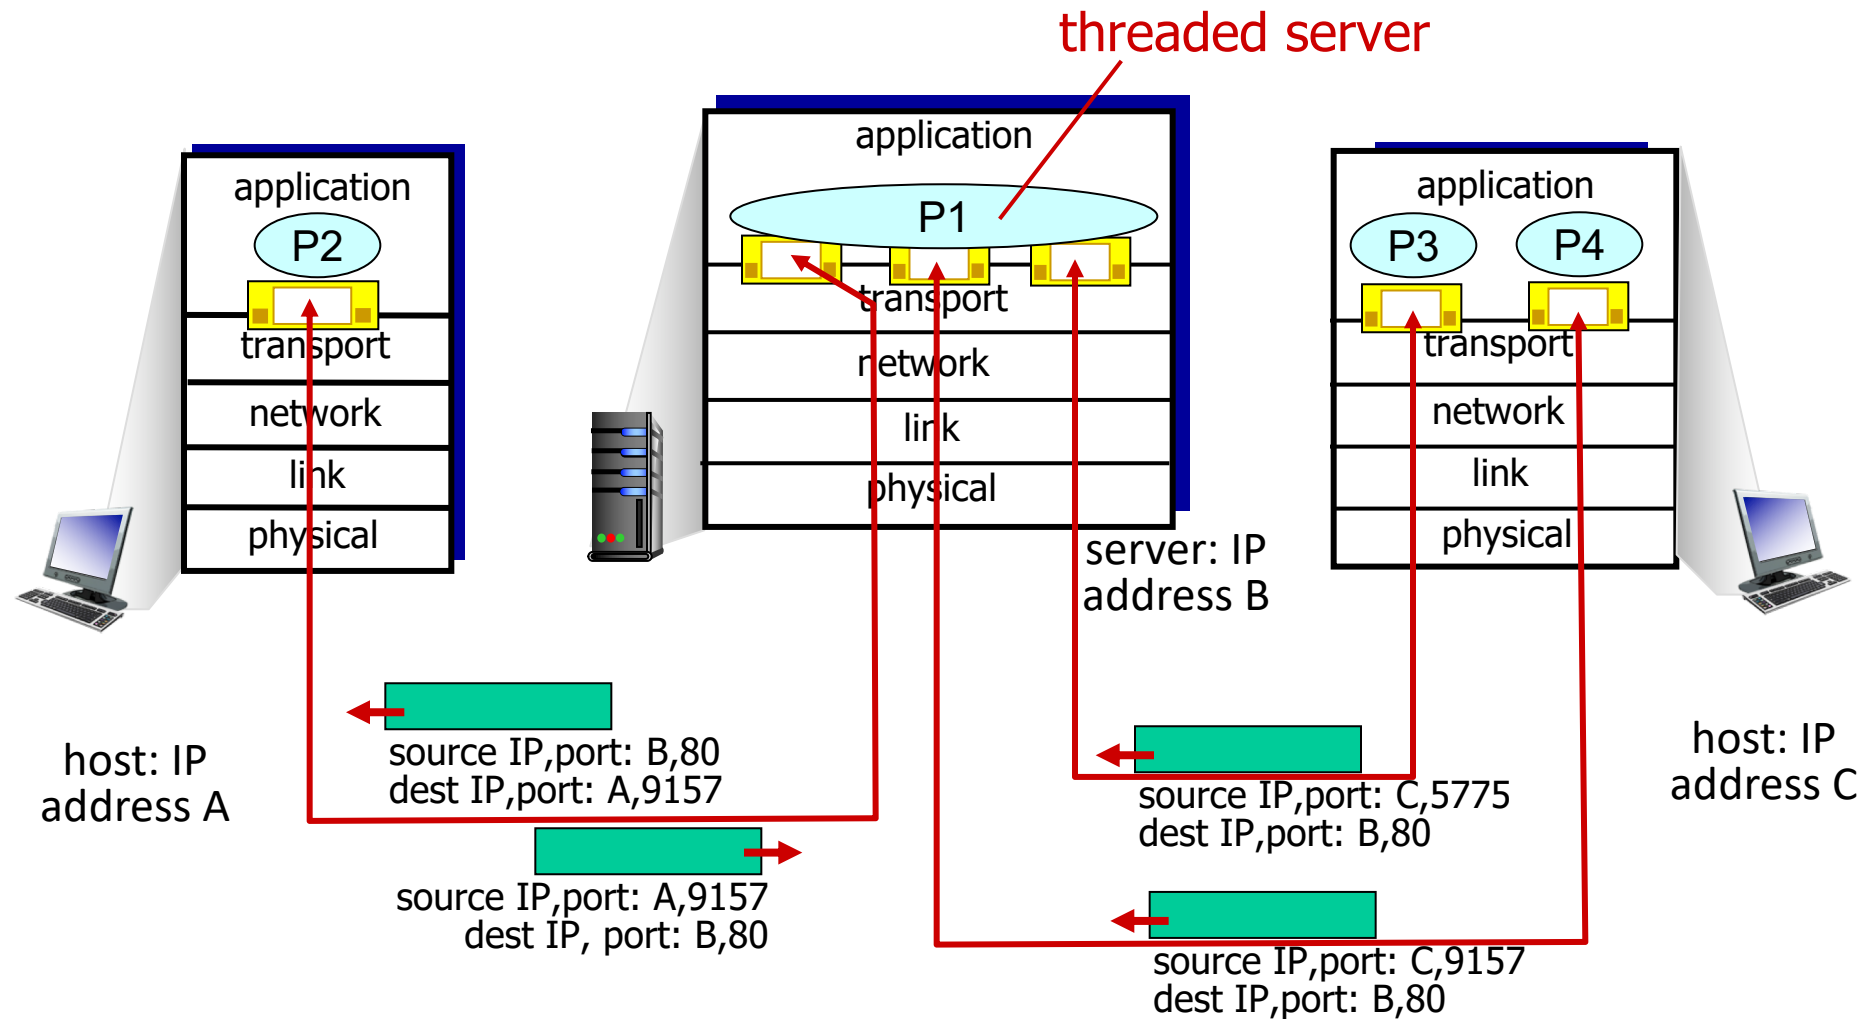 threaded server
application
P2
transport
network
link
physical
application
P1
transport
network
link
physical
application
P3
P4
transport
network
link
physical
server: IP
address B
host: IP
address A
source IP,port: B,80
dest IP,port: A,9157
source IP,port: A,9157
dest IP, port: B,80
source IP,port: C,5775
dest IP,port: B,80
source IP,port: C,9157
dest IP,port: B,80
host: IP
address C